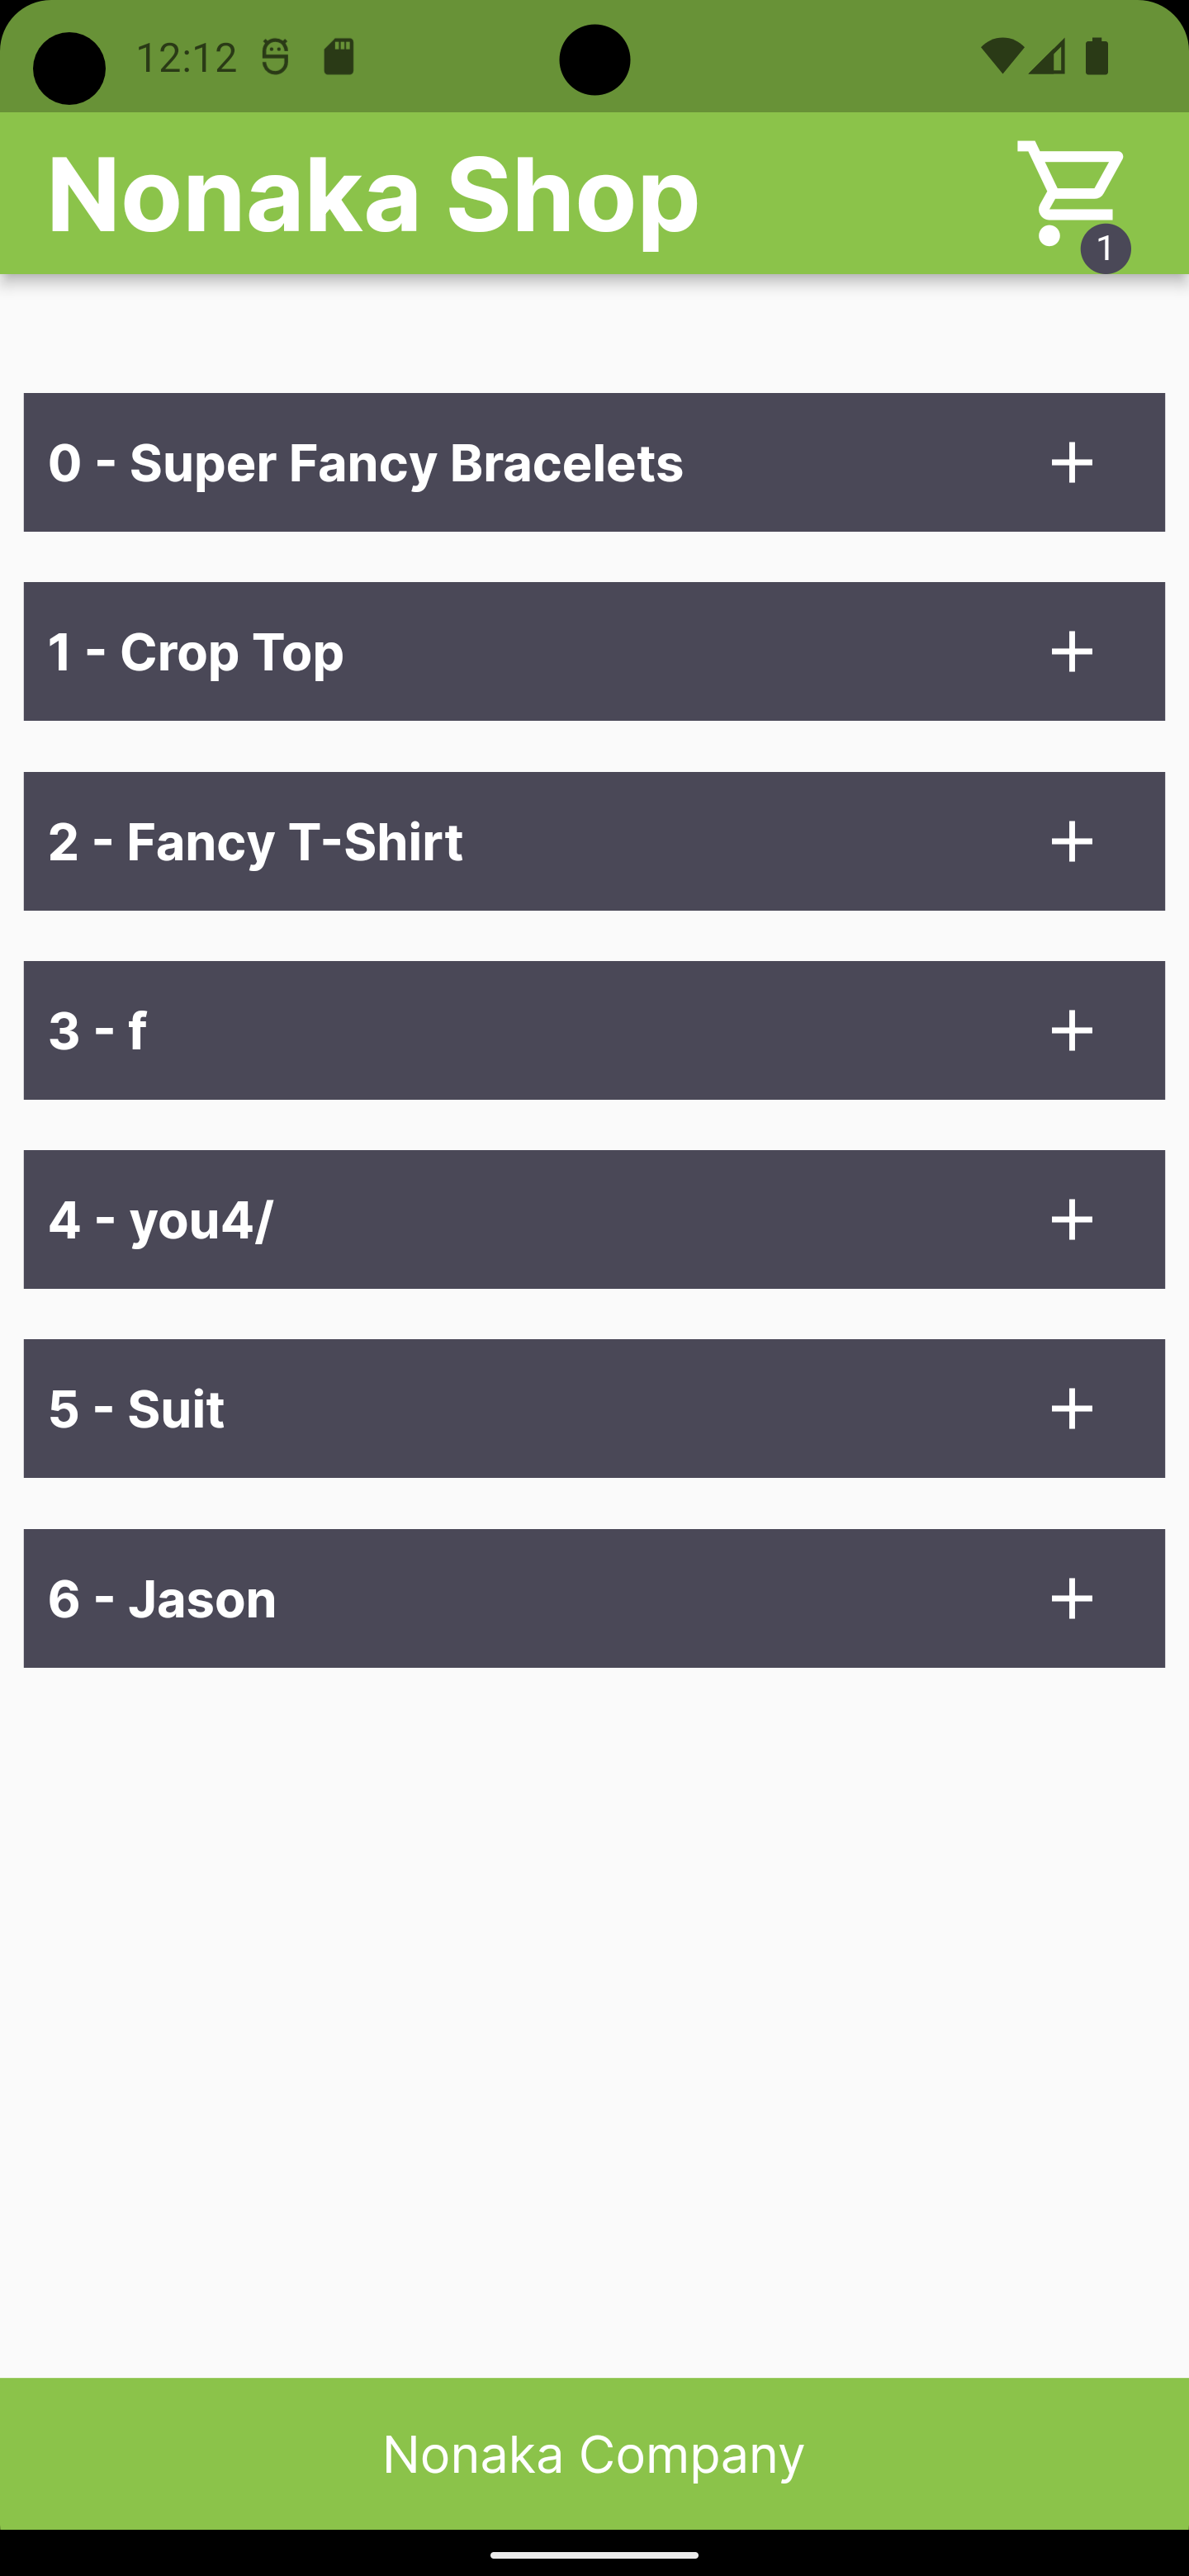 12:12
Nonaka Shop
1
0 - Super Fancy Bracelets
1 - Crop Top
2 - Fancy T-Shirt
3 - f
4 - you4/
5 - Suit
6 - Jason
Nonaka Company